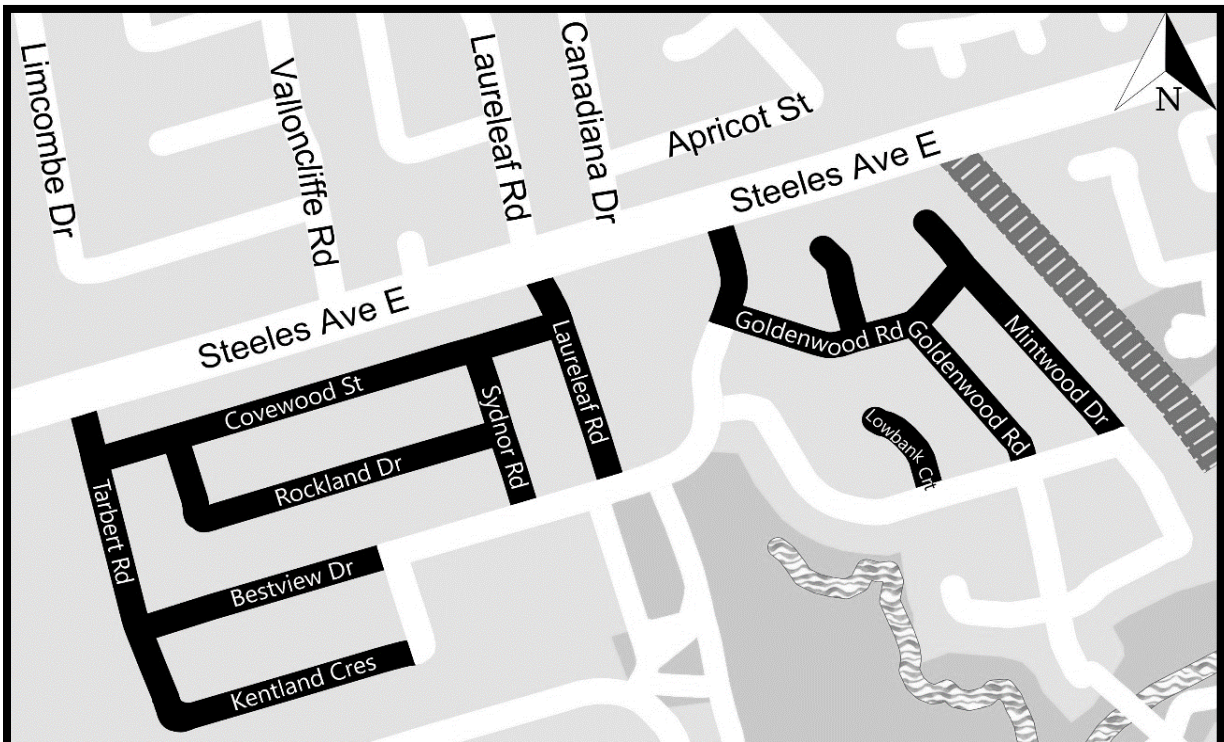 Limcombe Dr
Valloncliffe Rd
Laureleaf Rd
Canadiana Dr
Apricot St
N
Steeles Ave E
Steeles Ave E
Goldenwood Rd
Goldenwood Rd
Mintwood Dr
Lowbank Crt
Laureleaf Rd
Covewood St
Sydnor Rd
Rockland Dr
Tarbert Rd
Bestview Dr
Kentland Cres